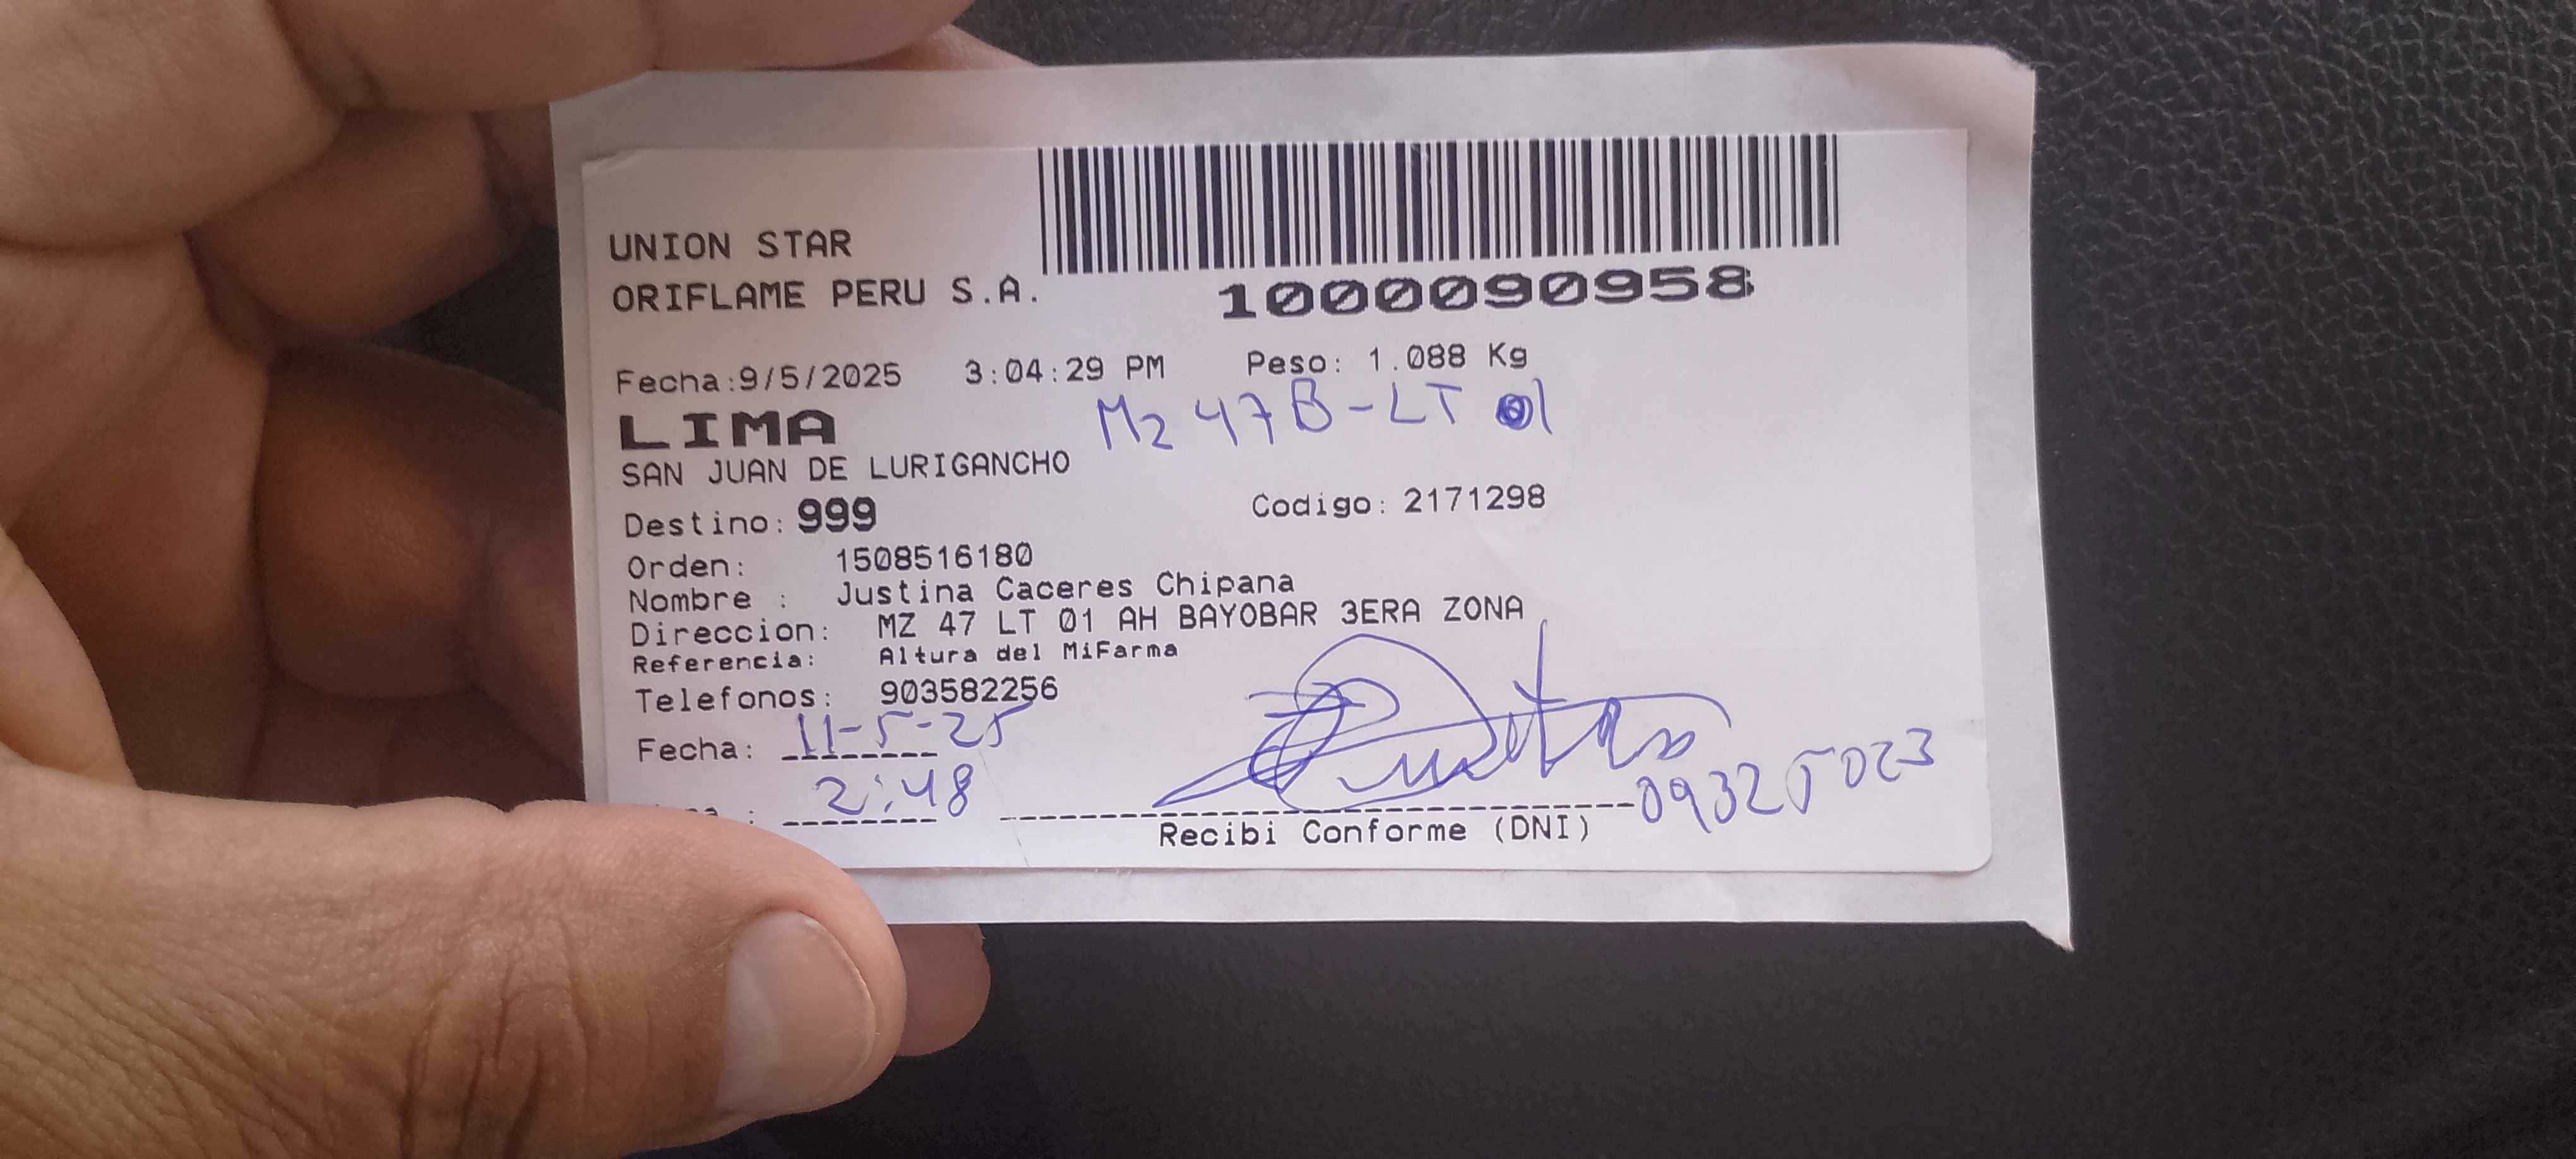 UNION STAR
ORIFLAME PERU S.A.
1000090958
Fecha:9/5/2025 3:04:29 PM Peso: 1.088 Kg
LIMA
Mz 47B-LT 01
SAN JUAN DE LURIGANCHO
Destino: 999 Codigo: 2171298
Orden: 1508516180
Nombre : Justina Caceres Chipana
Direccion: MZ 47 LT 01 AH BAYOBAR 3ERA ZONA
Referencia: Altura del MiFarma
Telefonos: 903582256
Fecha: 11-5-25
: 2:48
09325023
Recibi Conforme (DNI)